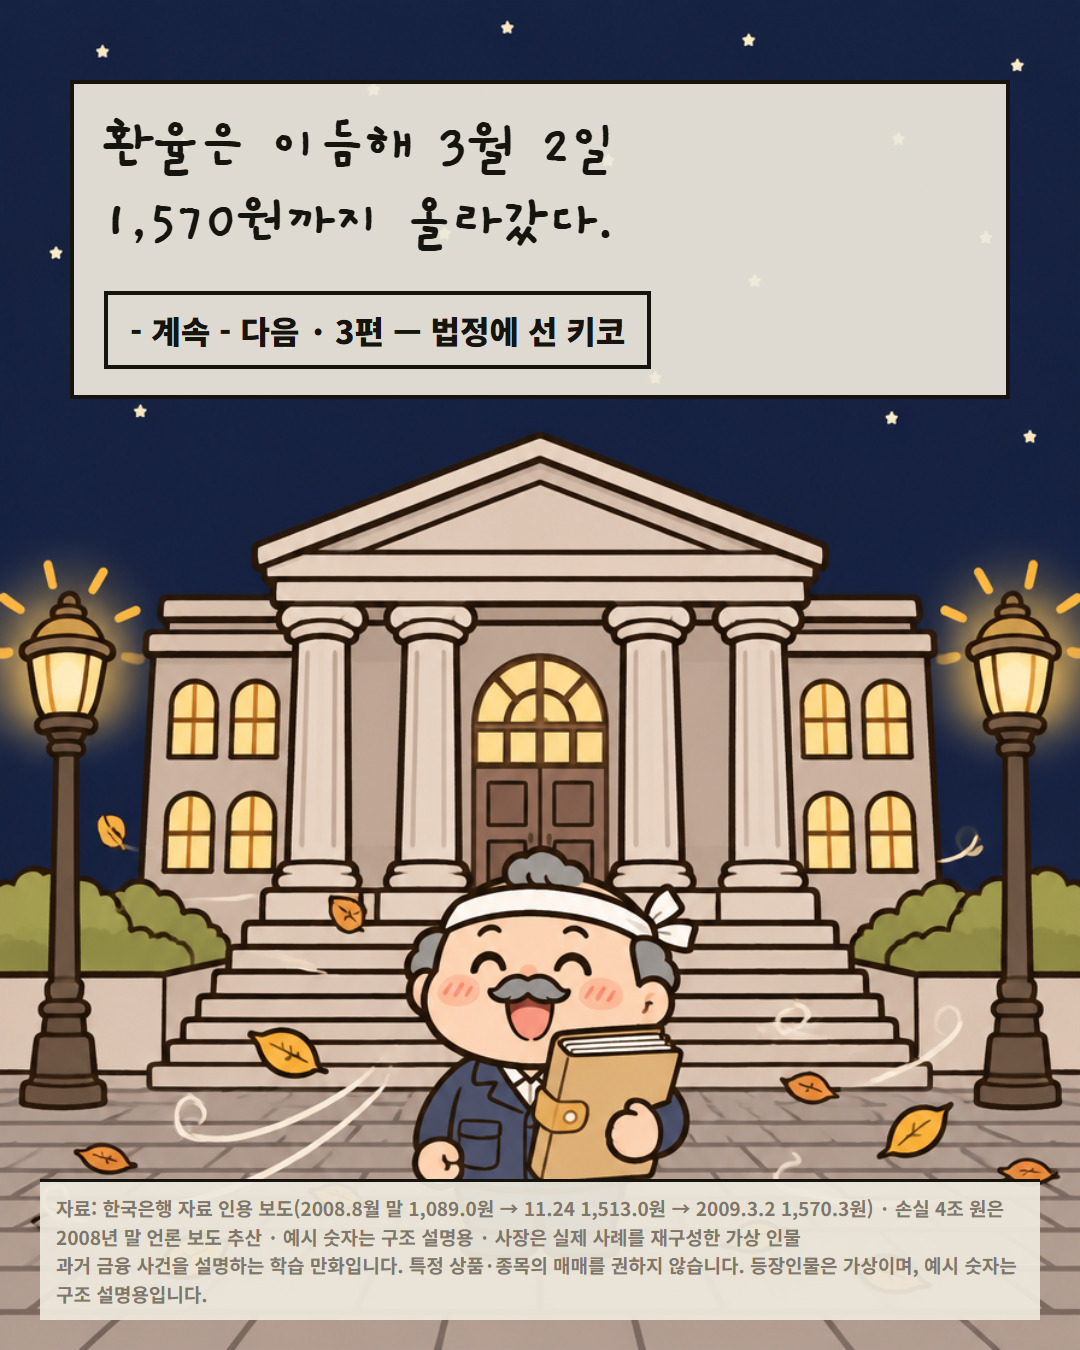 환율은 이듬해 3월 2일
1,570원까지 올라갔다.
- 계속 - 다음 · 3편 — 법정에 선 키코
자료: 한국은행 자료 인용 보도(2008.8월 말 1,089.0원 → 11.24 1,513.0원 → 2009.3.2 1,570.3원) · 손실 4조 원은
2008년 말 언론 보도 추산 · 예시 숫자는 구조 설명용 · 사장은 실제 사례를 재구성한 가상 인물
과거 금융 사건을 설명하는 학습 만화입니다. 특정 상품·종목의 매매를 권하지 않습니다. 등장인물은 가상이며, 예시 숫자는
구조 설명용입니다.